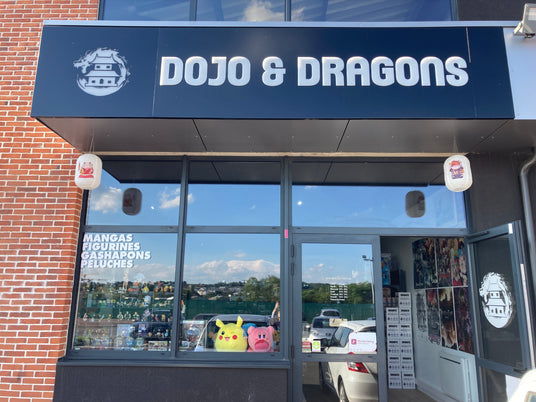 DOJO & DRAGONS
MANGAS
FIGURINES
GASHAPONS
PELUCHES